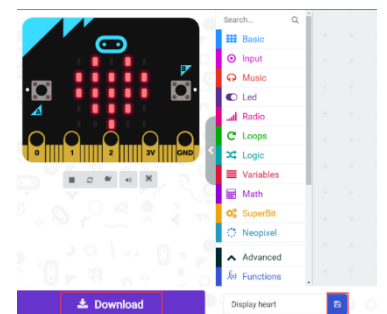 Search...
Basic
Input
Music
Led
Radio
Loops
Logic
Variables
Math
SuperBit
Neopixel
Advanced
f(x) Functions
A
B
0 1 2 3V GND
Download
Display heart